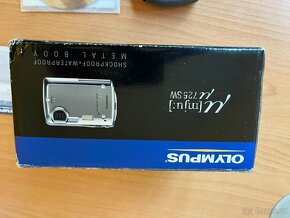 OLYMPUS
µ[mju:]
µ 725 SW
SHOCKPROOF+WATERPROOF
METAL BODY